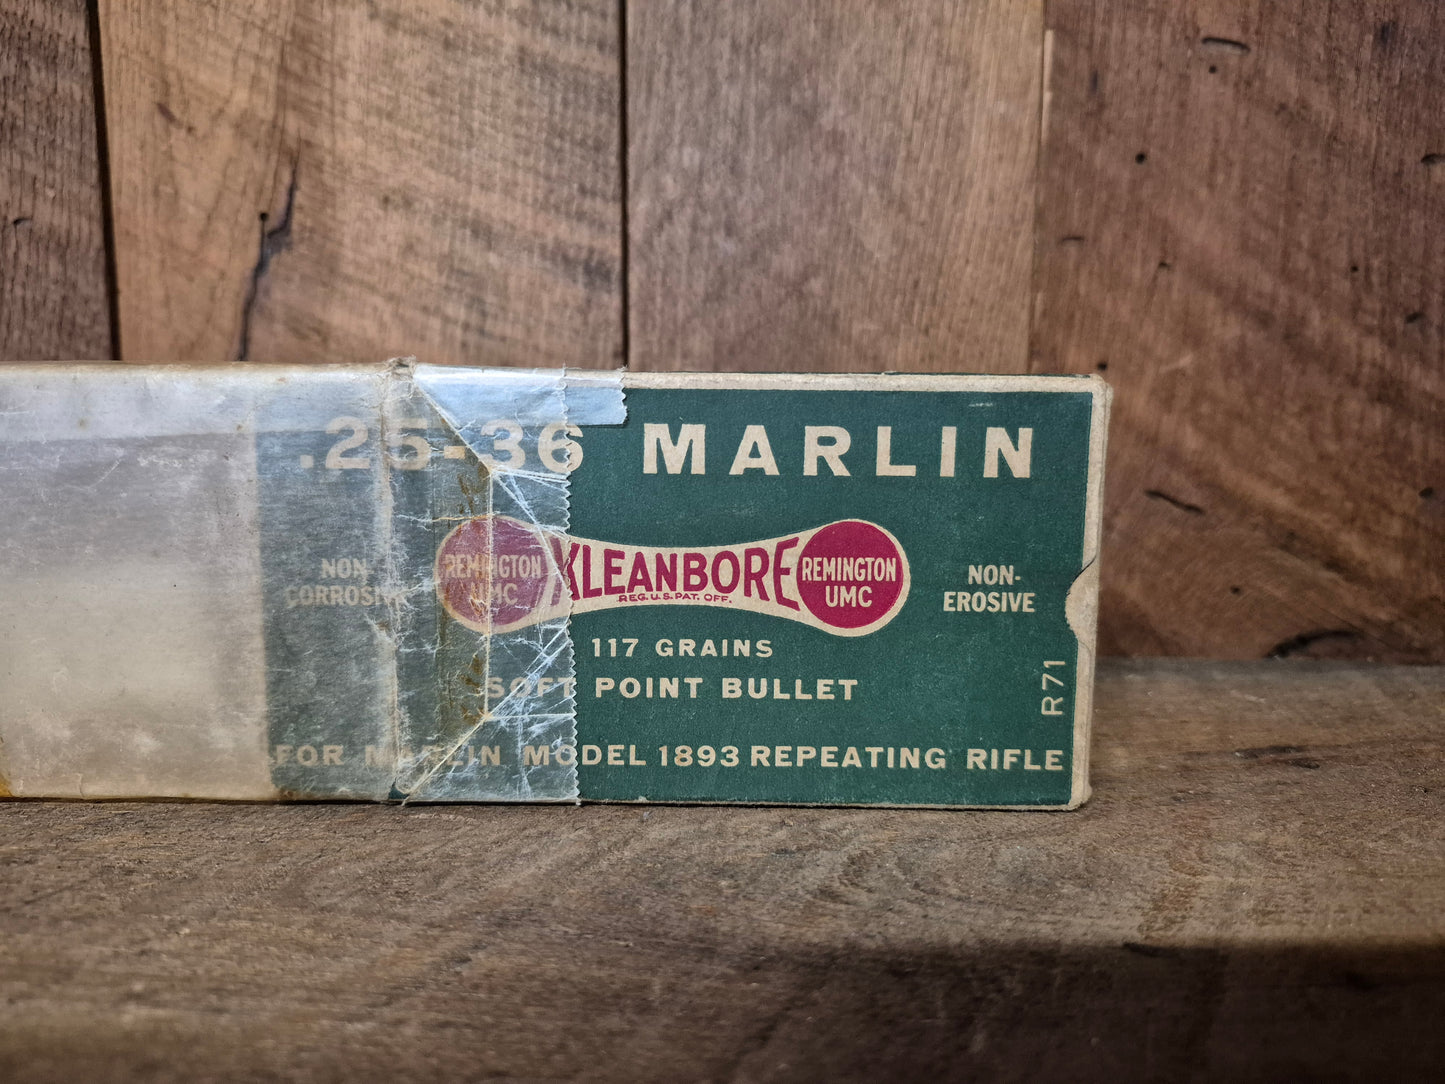 .25-36 MARLIN
NON-
CORROSIVE
REMINGTON
UMC
KLEANBORE
REG. U.S. PAT. OFF.
REMINGTON
UMC
NON-
EROSIVE
117 GRAINS
SOFT POINT BULLET
R71
FOR MARLIN MODEL 1893 REPEATING RIFLE